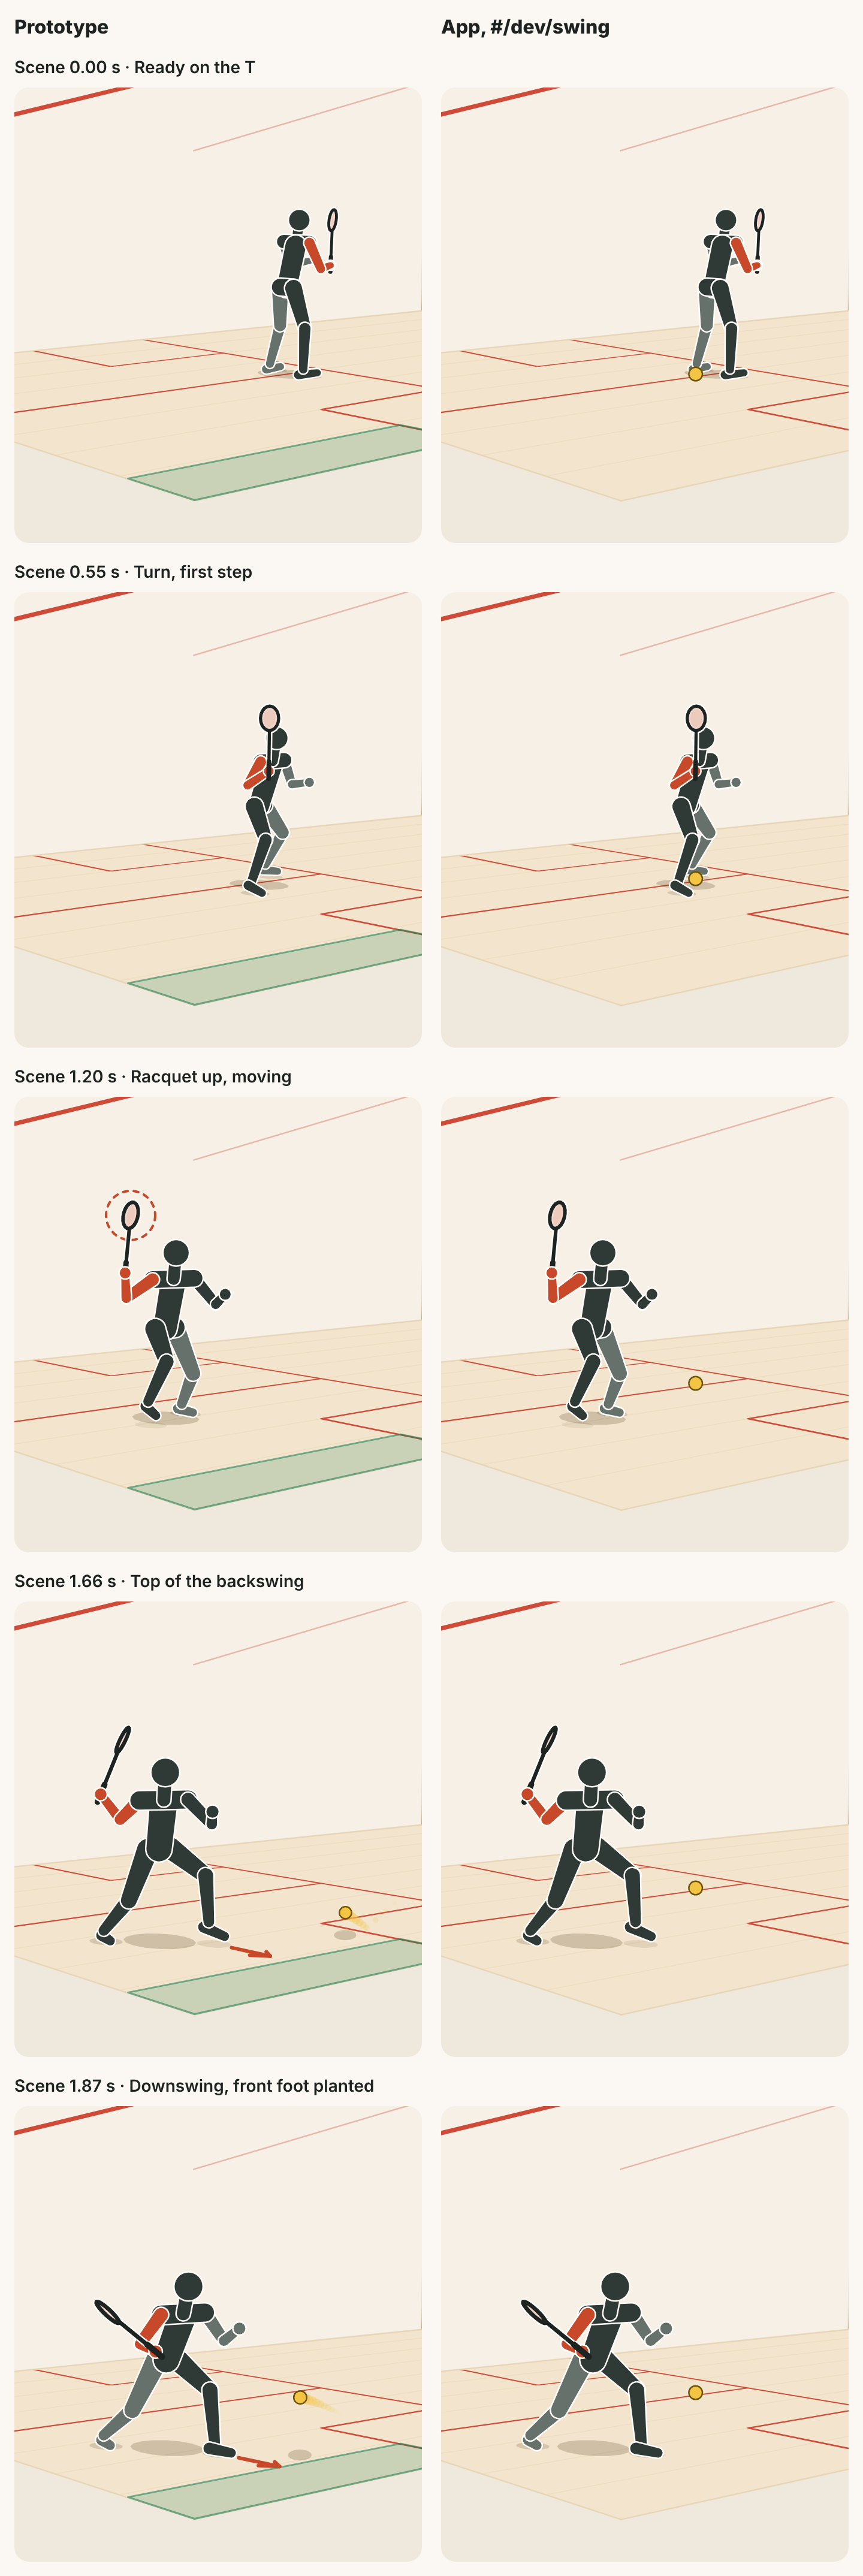 Prototype
App, #/dev/swing
Scene 0.00 s · Ready on the T
Scene 0.55 s · Turn, first step
Scene 1.20 s · Racquet up, moving
Scene 1.66 s · Top of the backswing
Scene 1.87 s · Downswing, front foot planted